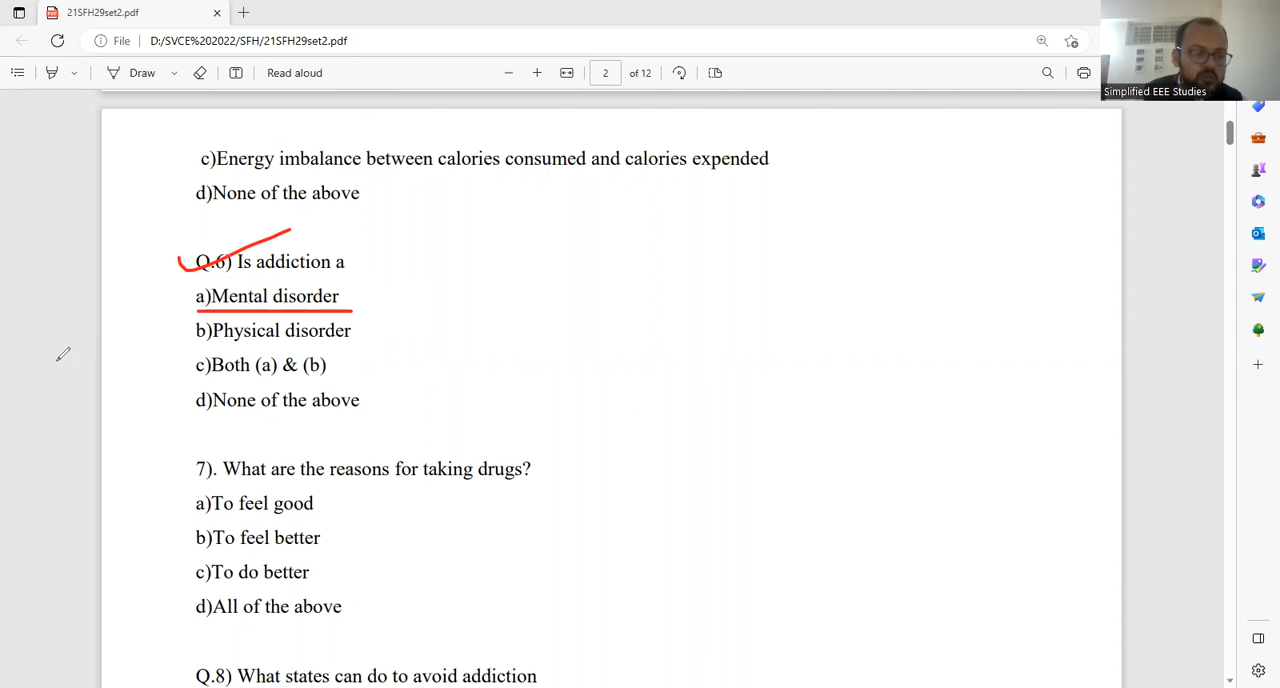 21SFH29set2.pdf
File D:/SVCE%202022/SFH/21SFH29set2.pdf
Draw Read aloud 2 of 12
Simplified EEE Studies
c)Energy imbalance between calories consumed and calories expended
d)None of the above
Q.6) Is addiction a
a)Mental disorder
b)Physical disorder
c)Both (a) & (b)
d)None of the above
7). What are the reasons for taking drugs?
a)To feel good
b)To feel better
c)To do better
d)All of the above
Q.8) What states can do to avoid addiction